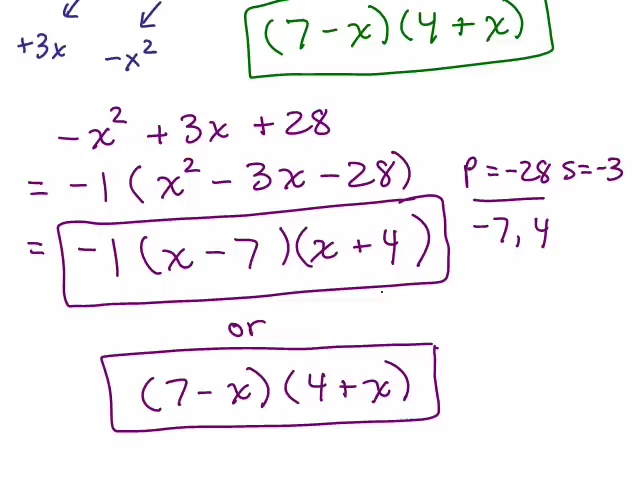 (7 - x)(4 + x)
+3x -x²
-x² + 3x + 28
= -1(x² - 3x - 28) P = -28 S = -3
= -1(x - 7)(x + 4) -7, 4
or
(7 - x)(4 + x)